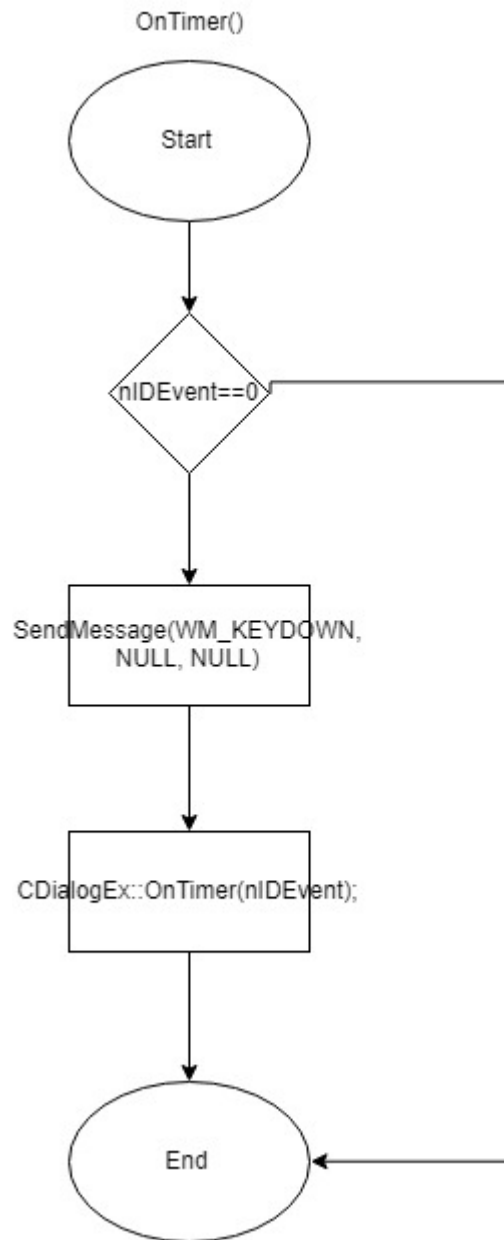 OnTimer()
Start
nIDEvent==0
SendMessage(WM_KEYDOWN,
NULL, NULL)
CDialogEx::OnTimer(nIDEvent);
End